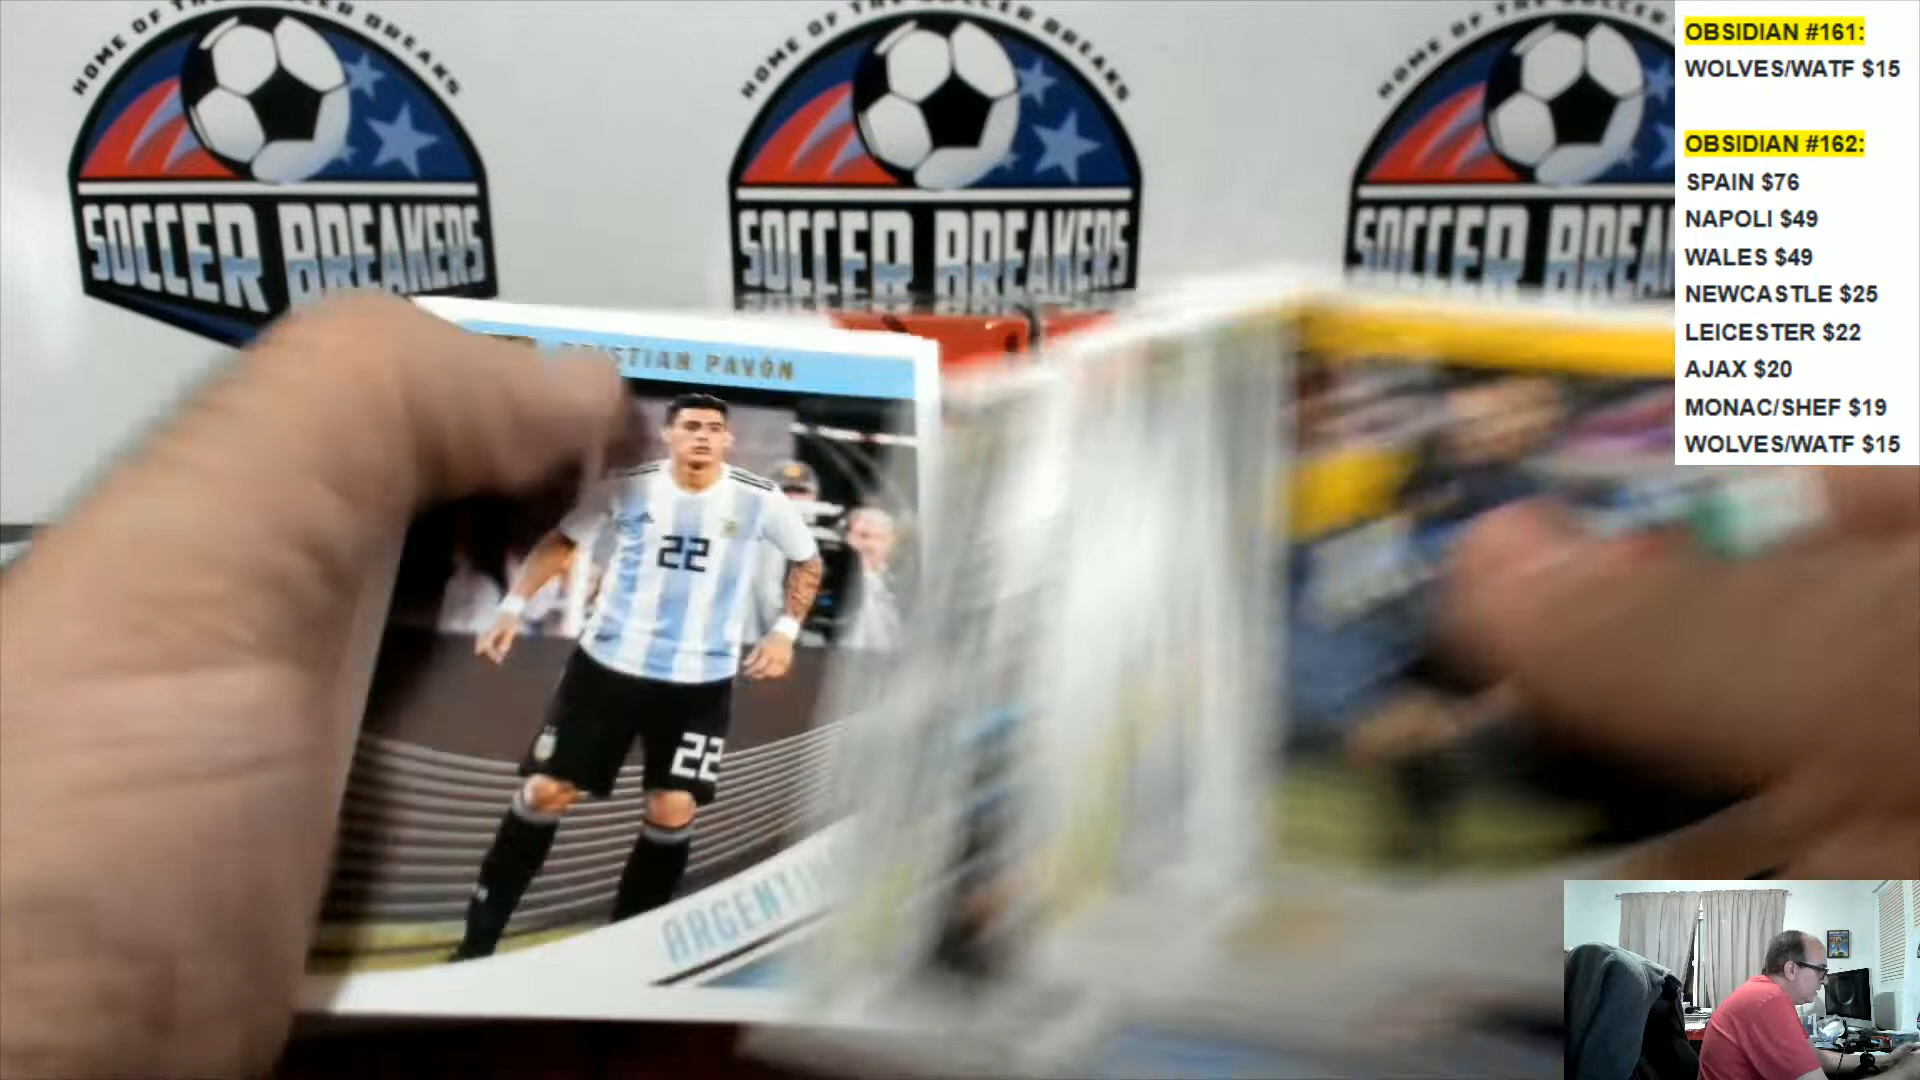 HOME OF THE SOCCER BREAKS
SOCCER BREAKERS
HOME OF THE SOCCER BREAKS
SOCCER BREAKERS
HOME OF THE SOCCER
SOCCER BREA
OBSIDIAN #161:
WOLVES/WATF $15
OBSIDIAN #162:
SPAIN $76
NAPOLI $49
WALES $49
NEWCASTLE $25
LEICESTER $22
AJAX $20
MONAC/SHEF $19
WOLVES/WATF $15
PAVÓN
22
22
ARGENTI